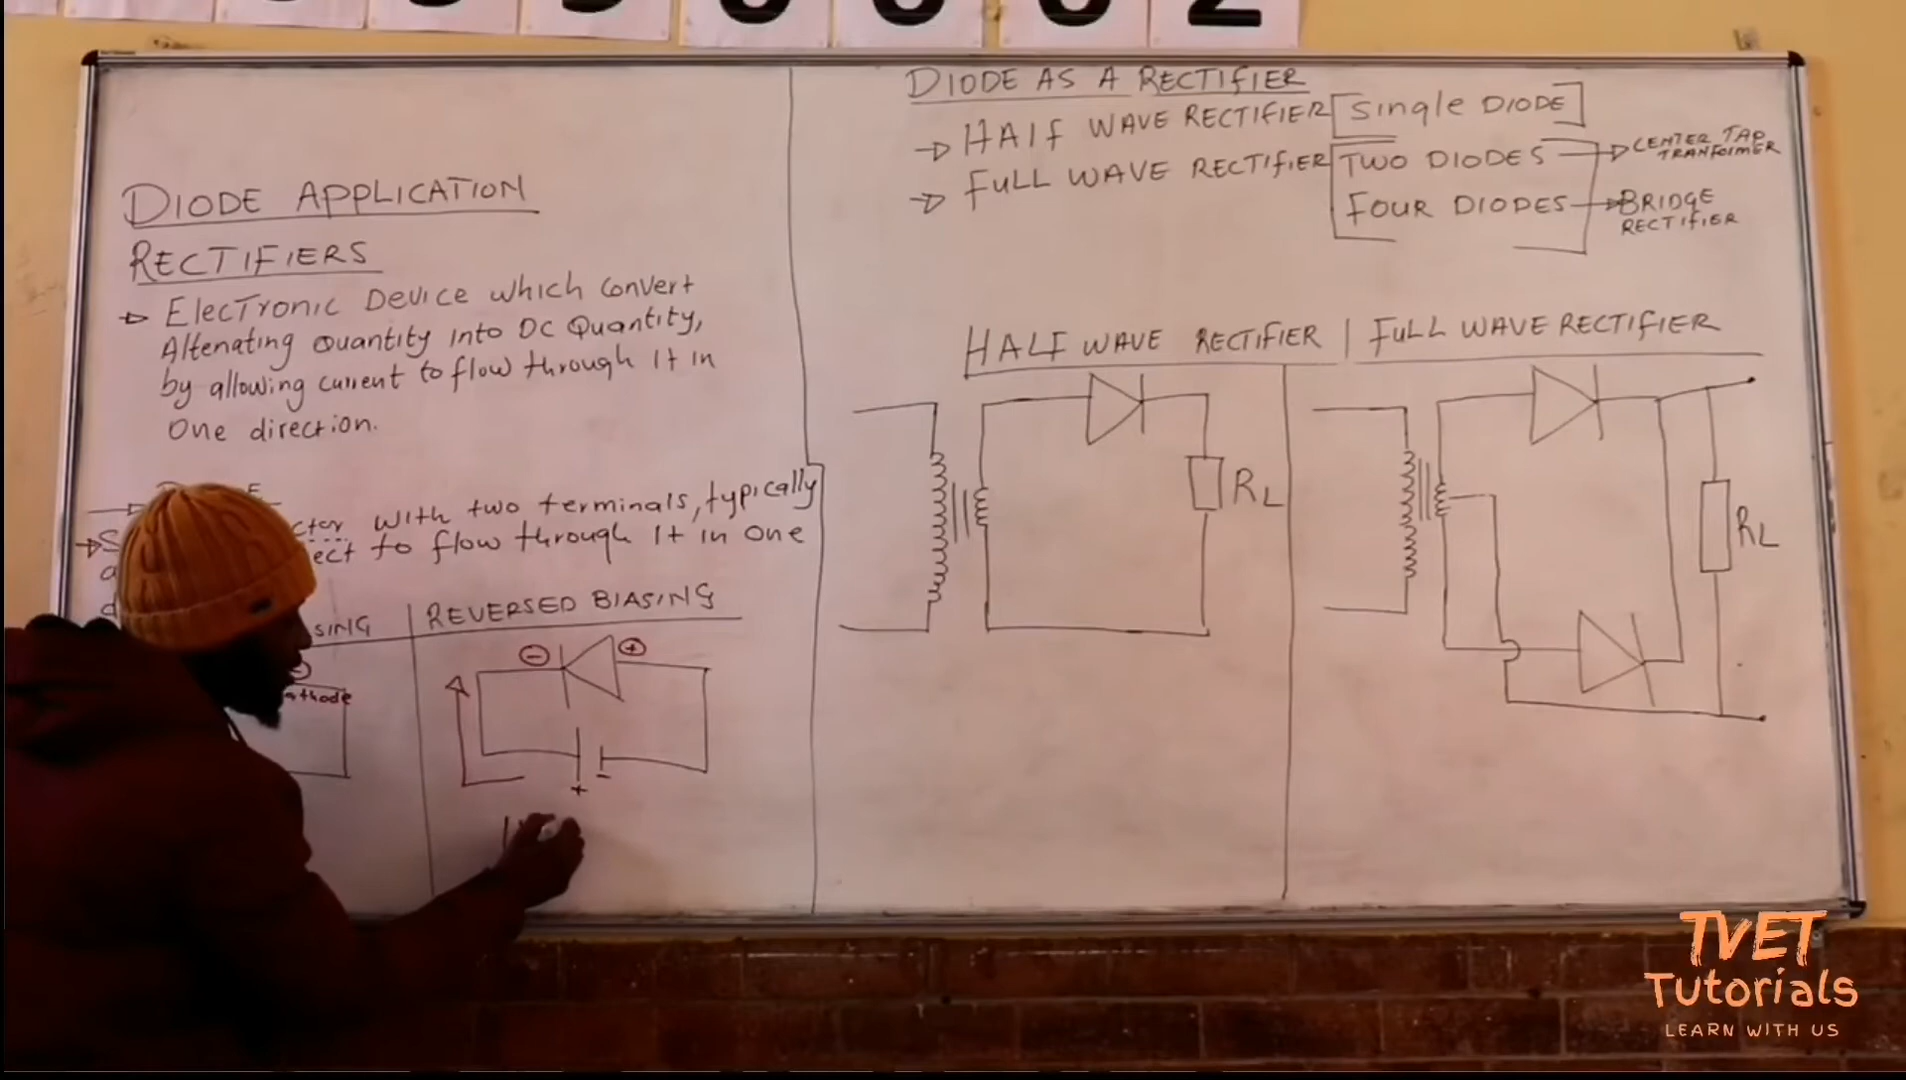 DIODE APPLICATION
RECTIFIERS
ElecTronic Device which convert
Altenating Quantity into DC Quantity,
by allowing current to flow through it in
One direction.
with two terminals, typically
to flow through it in one
REVERSED BIASING
- +
+ -
DIODE AS A RECTIFIER
HAlf WAVE RECTIFIER [Single DIODE]
FULL WAVE RECTIFIER TWO DIODES CENTER TAP
TRANFORMER
FOUR DIODES BRIDGE
RECTIFIER
HALF WAVE RECTIFIER | FULL WAVE RECTIFIER
RL
RL
TVET
Tutorials
LEARN WITH US